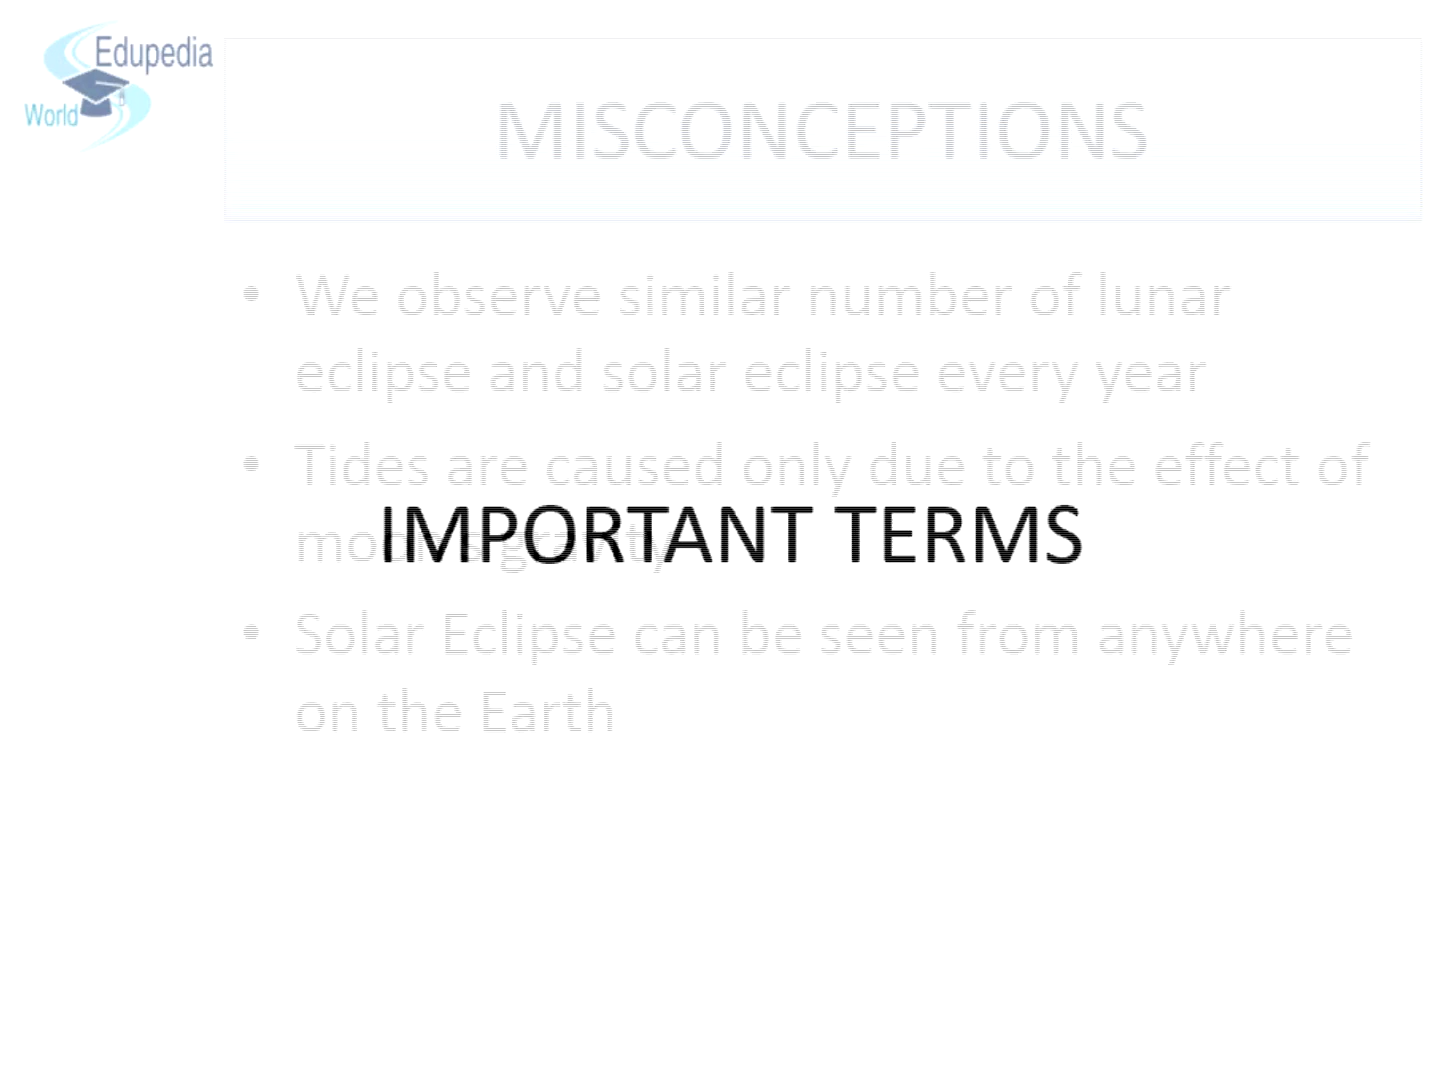 Edupedia
World
MISCONCEPTIONS
• We observe similar number of lunar
eclipse and solar eclipse every year
• Tides are caused only due to the effect of
gravity
IMPORTANT TERMS
• Solar Eclipse can be seen from anywhere
on the Earth